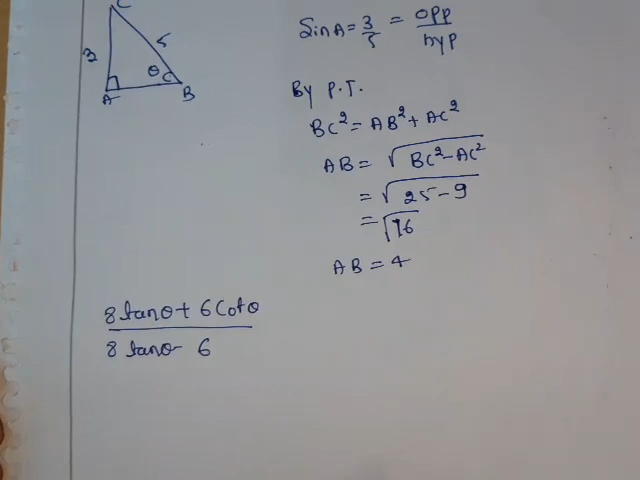 C
3 5
θ
A B
SinA = 3/5 = opp/hyp
By P.T.
BC² = AB² + AC²
AB = √BC² - AC²
= √25 - 9
= √16
AB = 4
8 tanθ + 6 Cotθ
8 tanθ - 6